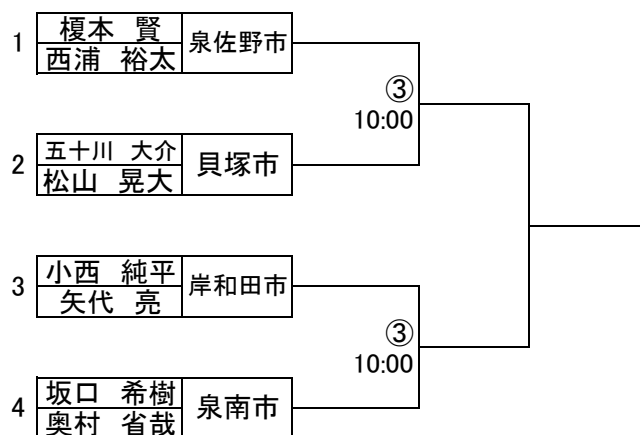 1 榎本 賢 泉佐野市
西浦 裕太
③
10:00
2 五十川 大介 貝塚市
松山 晃大
3 小西 純平 岸和田市
矢代 亮
③
10:00
4 坂口 希樹 泉南市
奥村 省哉